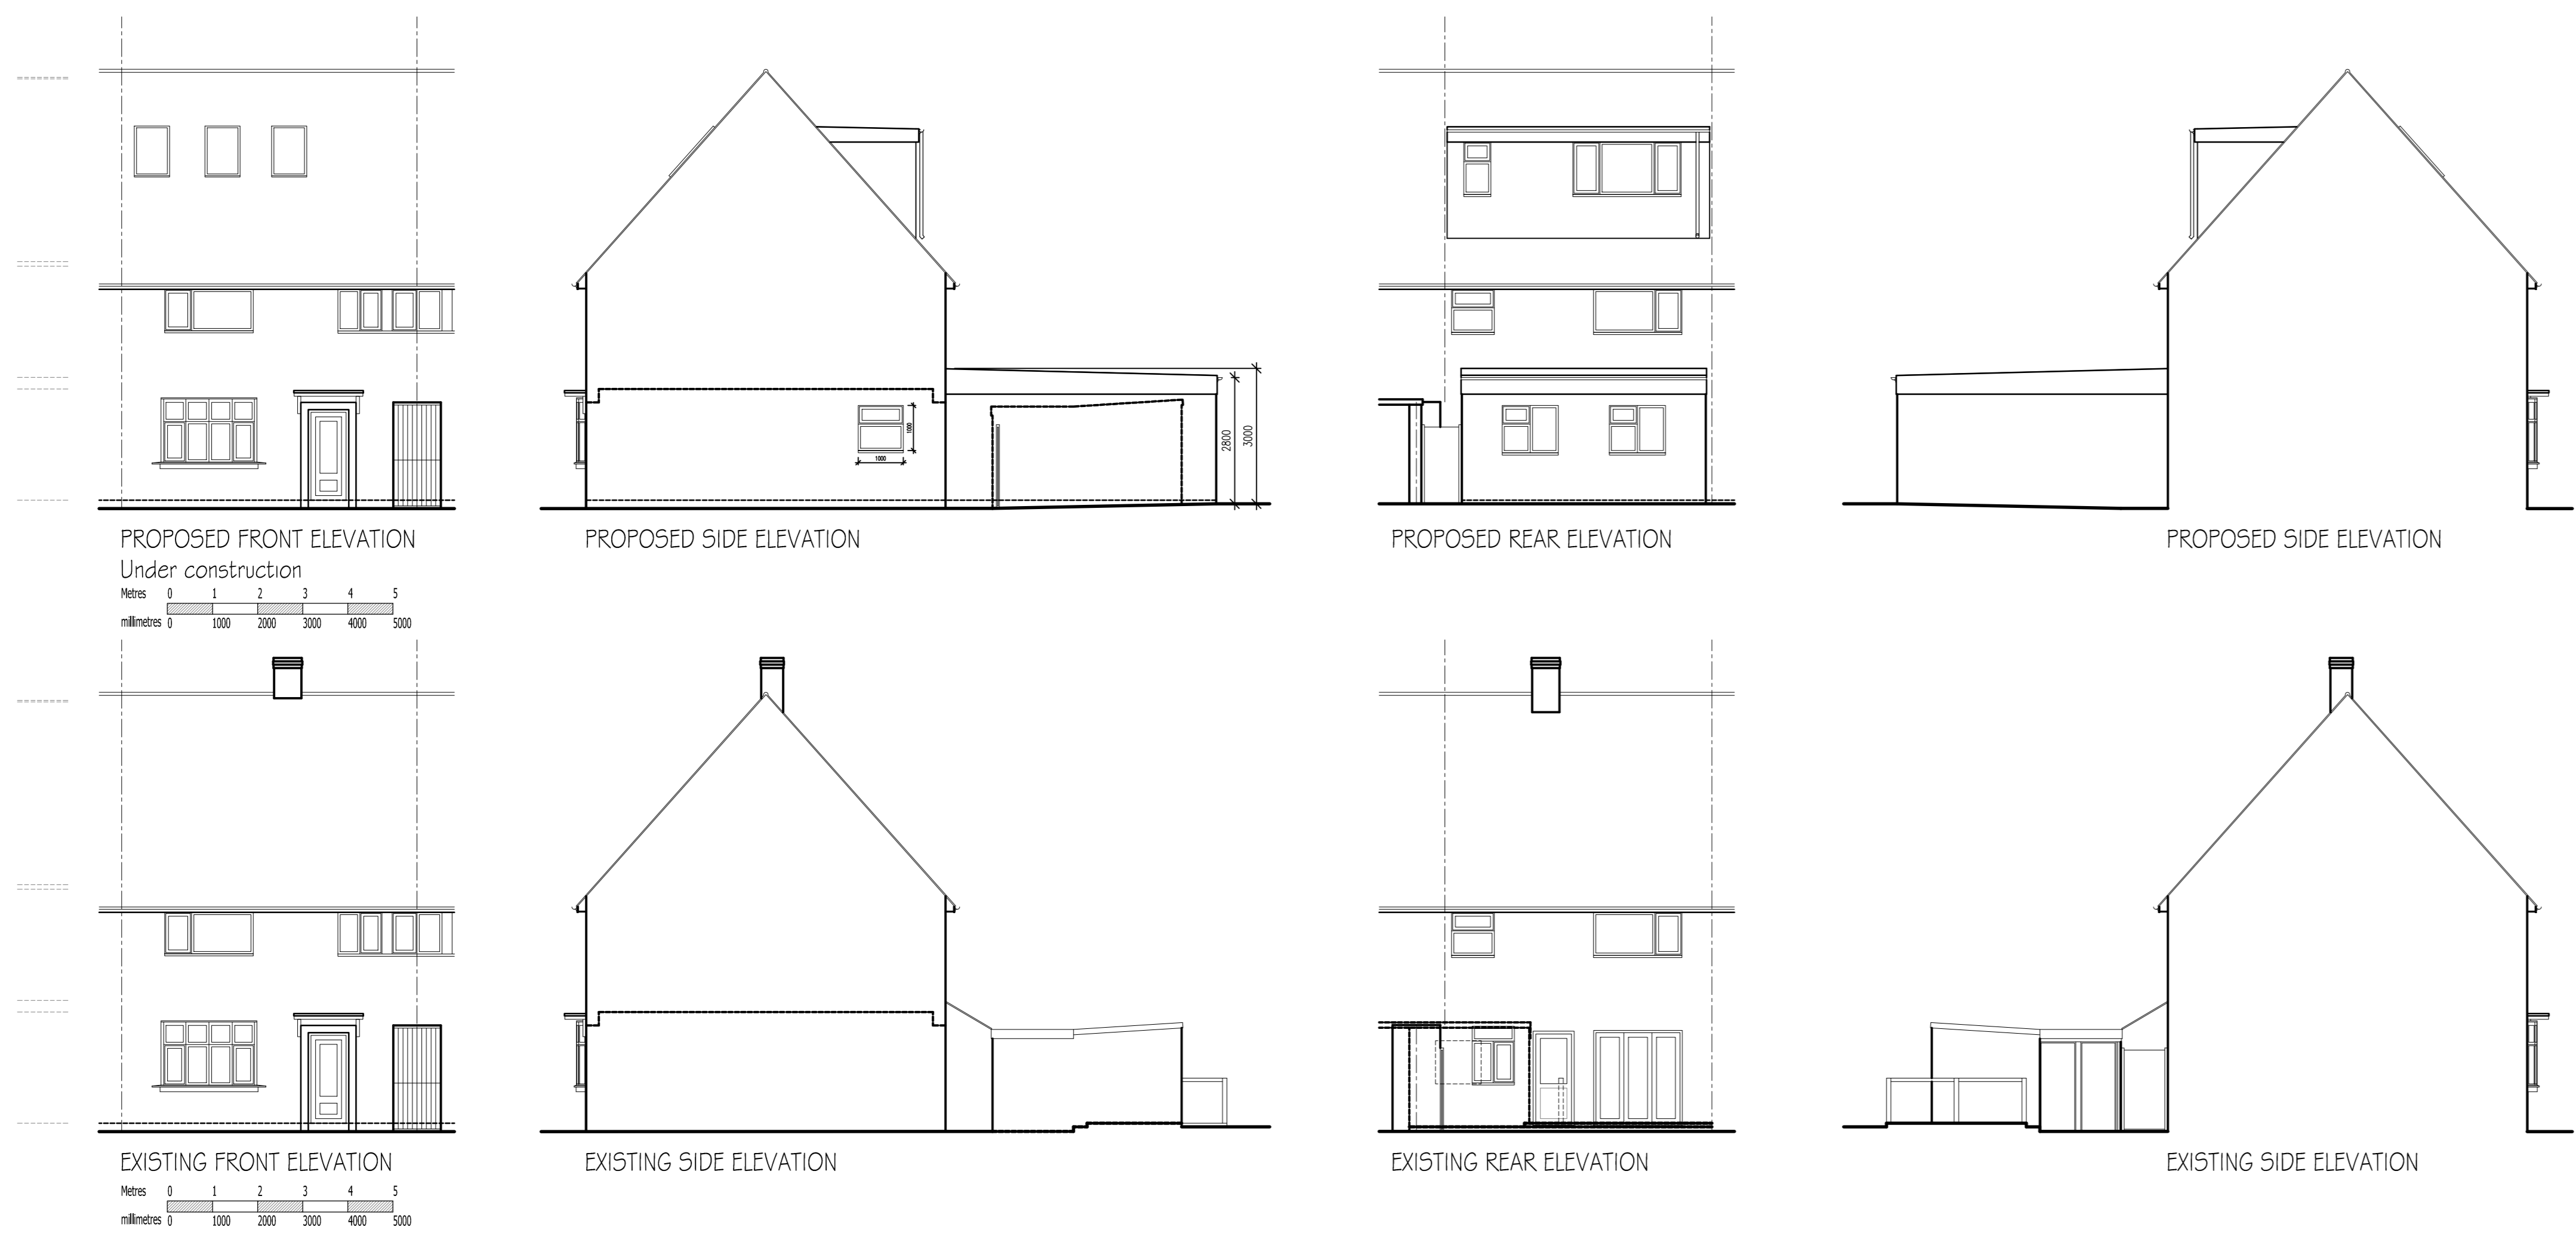 1000
1000
2800
3000
PROPOSED FRONT ELEVATION
PROPOSED SIDE ELEVATION
PROPOSED REAR ELEVATION
PROPOSED SIDE ELEVATION
Under construction
Metres 0 1 2 3 4 5
millimetres 0 1000 2000 3000 4000 5000
EXISTING FRONT ELEVATION
EXISTING SIDE ELEVATION
EXISTING REAR ELEVATION
EXISTING SIDE ELEVATION
Metres 0 1 2 3 4 5
millimetres 0 1000 2000 3000 4000 5000